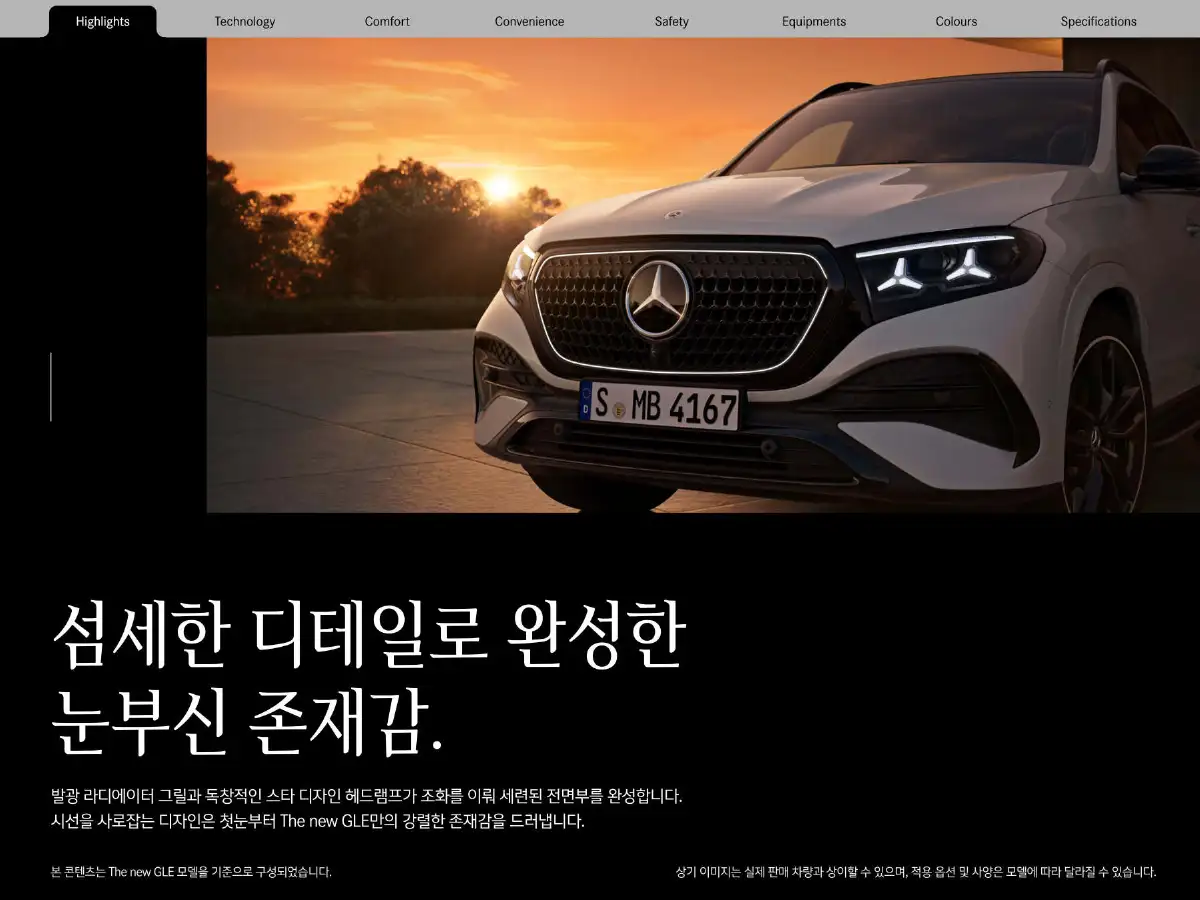 Highlights
Technology
Comfort
Convenience
Safety
Equipments
Colours
Specifications
S MB 4167
D
섬세한 디테일로 완성한
눈부신 존재감.
발광 라디에이터 그릴과 독창적인 스타 디자인 헤드램프가 조화를 이뤄 세련된 전면부를 완성합니다.
시선을 사로잡는 디자인은 첫눈부터 The new GLE만의 강렬한 존재감을 드러냅니다.
본 콘텐츠는 The new GLE 모델을 기준으로 구성되었습니다.
상기 이미지는 실제 판매 차량과 상이할 수 있으며, 적용 옵션 및 사양은 모델에 따라 달라질 수 있습니다.